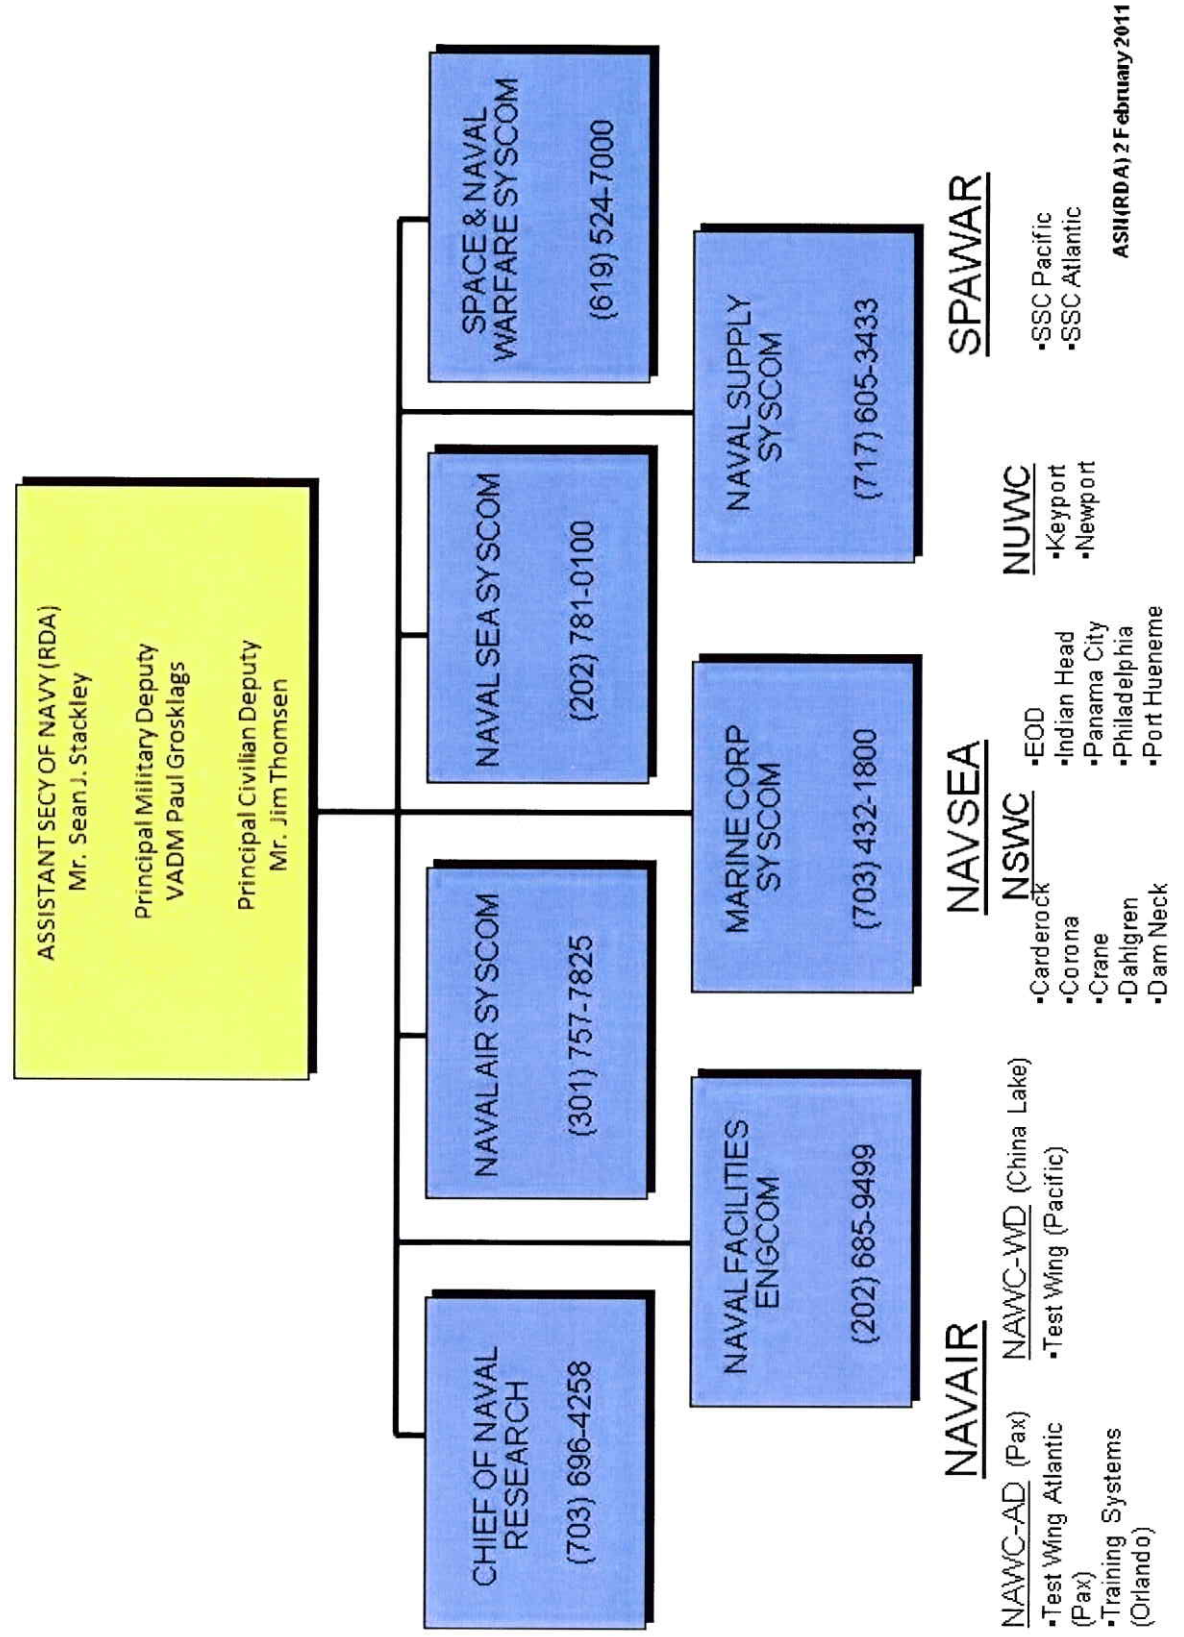 ASSISTANT SECY OF NAVY (RDA)
Mr. Sean J. Stackley
Principal Military Deputy
VADM Paul Grosklags
Principal Civilian Deputy
Mr. Jim Thomsen
CHIEF OF NAVAL
RESEARCH
(703) 696-4258
NAVAL AIR SYSCOM
(301) 757-7825
NAVAL SEA SYSCOM
(202) 781-0100
SPACE & NAVAL
WARFARE SYSCOM
(619) 524-7000
NAVAL FACILITIES
ENGCOM
(202) 685-9499
MARINE CORP
SYSCOM
(703) 432-1800
NAVAL SUPPLY
SYSCOM
(717) 605-3433
NAVAIR
NAWC-AD (Pax)
▪Test Wing Atlantic
(Pax)
▪Training Systems
(Orlando)
NAWC-WD (China Lake)
▪Test Wing (Pacific)
NAVSEA
NSWC
▪Carderock
▪Corona
▪Crane
▪Dahlgren
▪Dam Neck
▪EOD
▪Indian Head
▪Panama City
▪Philadelphia
▪Port Hueneme
NUWC
▪Keyport
▪Newport
SPAWAR
▪SSC Pacific
▪SSC Atlantic
ASN(RDA) 2 February 2011